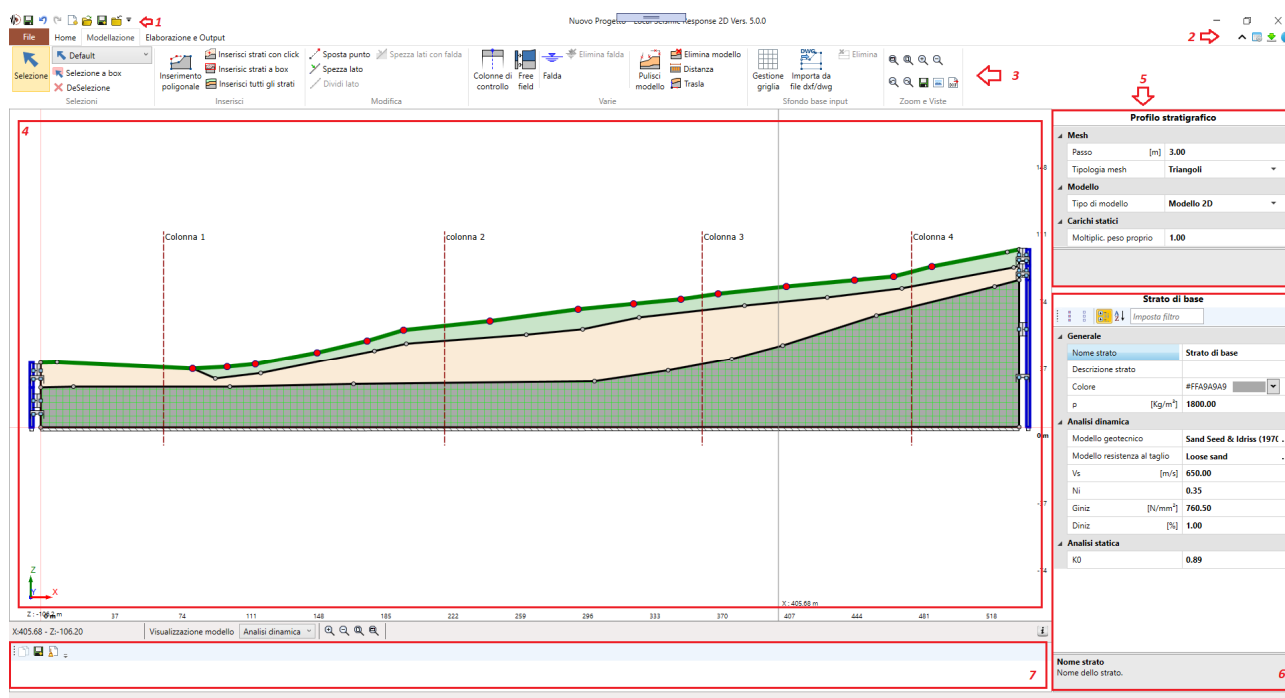 1
Nuovo Progetto - Local Seismic Response 2D Vers. 5.0.0
File Home Modellazione Elaborazione e Output
2
Selezione
Default
Selezione a box
DeSelezione
Selezioni
Inserimento poligonale
Inserisci strati con click
Inserisic strati a box
Inserisci tutti gli strati
Inserisci
Sposta punto
Spezza lato
Dividi lato
Spezza lati con falda
Modifica
Colonne di controllo
Free field
Falda
Elimina falda
Pulisci modello
Elimina modello
Distanza
Trasla
Varie
Gestione griglia
DWG
Importa da file dxf/dwg
Elimina
Sfondo base input
Zoom e Viste
3
5
4
Colonna 1
colonna 2
Colonna 3
Colonna 4
0 m
Z
Y
X
X : 405.68 m
0 m 37 74 111 148 185 222 259 296 333 370 407 444 481 518
X:405.68 - Z:-106.20
Visualizzazione modello
Analisi dinamica
7
Profilo stratigrafico
Mesh
Passo [m] 3.00
Tipologia mesh Triangoli
Modello
Tipo di modello Modello 2D
Carichi statici
Moltiplic. peso proprio 1.00
Strato di base
Imposto filtro
Generale
Nome strato Strato di base
Descrizione strato
Colore #FFA9A9A9
ρ [Kg/m³] 1800.00
Analisi dinamica
Modello geotecnico Sand Seed & Idriss (197
Modello resistenza al taglio Loose sand
Vs [m/s] 650.00
Ni 0.35
Giniz [N/mm²] 760.50
Diniz [%] 1.00
Analisi statica
K0 0.89
Nome strato
Nome dello strato.
6